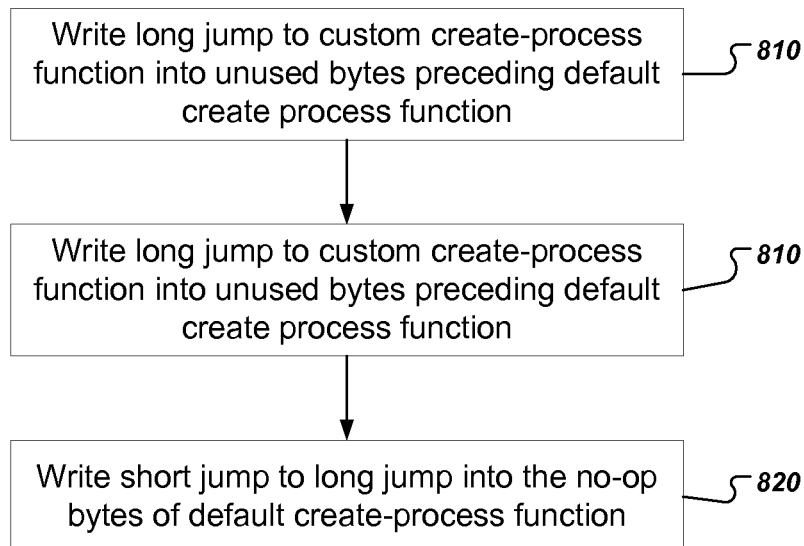 Write long jump to custom create-process
function into unused bytes preceding default
create process function
810
Write long jump to custom create-process
function into unused bytes preceding default
create process function
810
Write short jump to long jump into the no-op
bytes of default create-process function
820